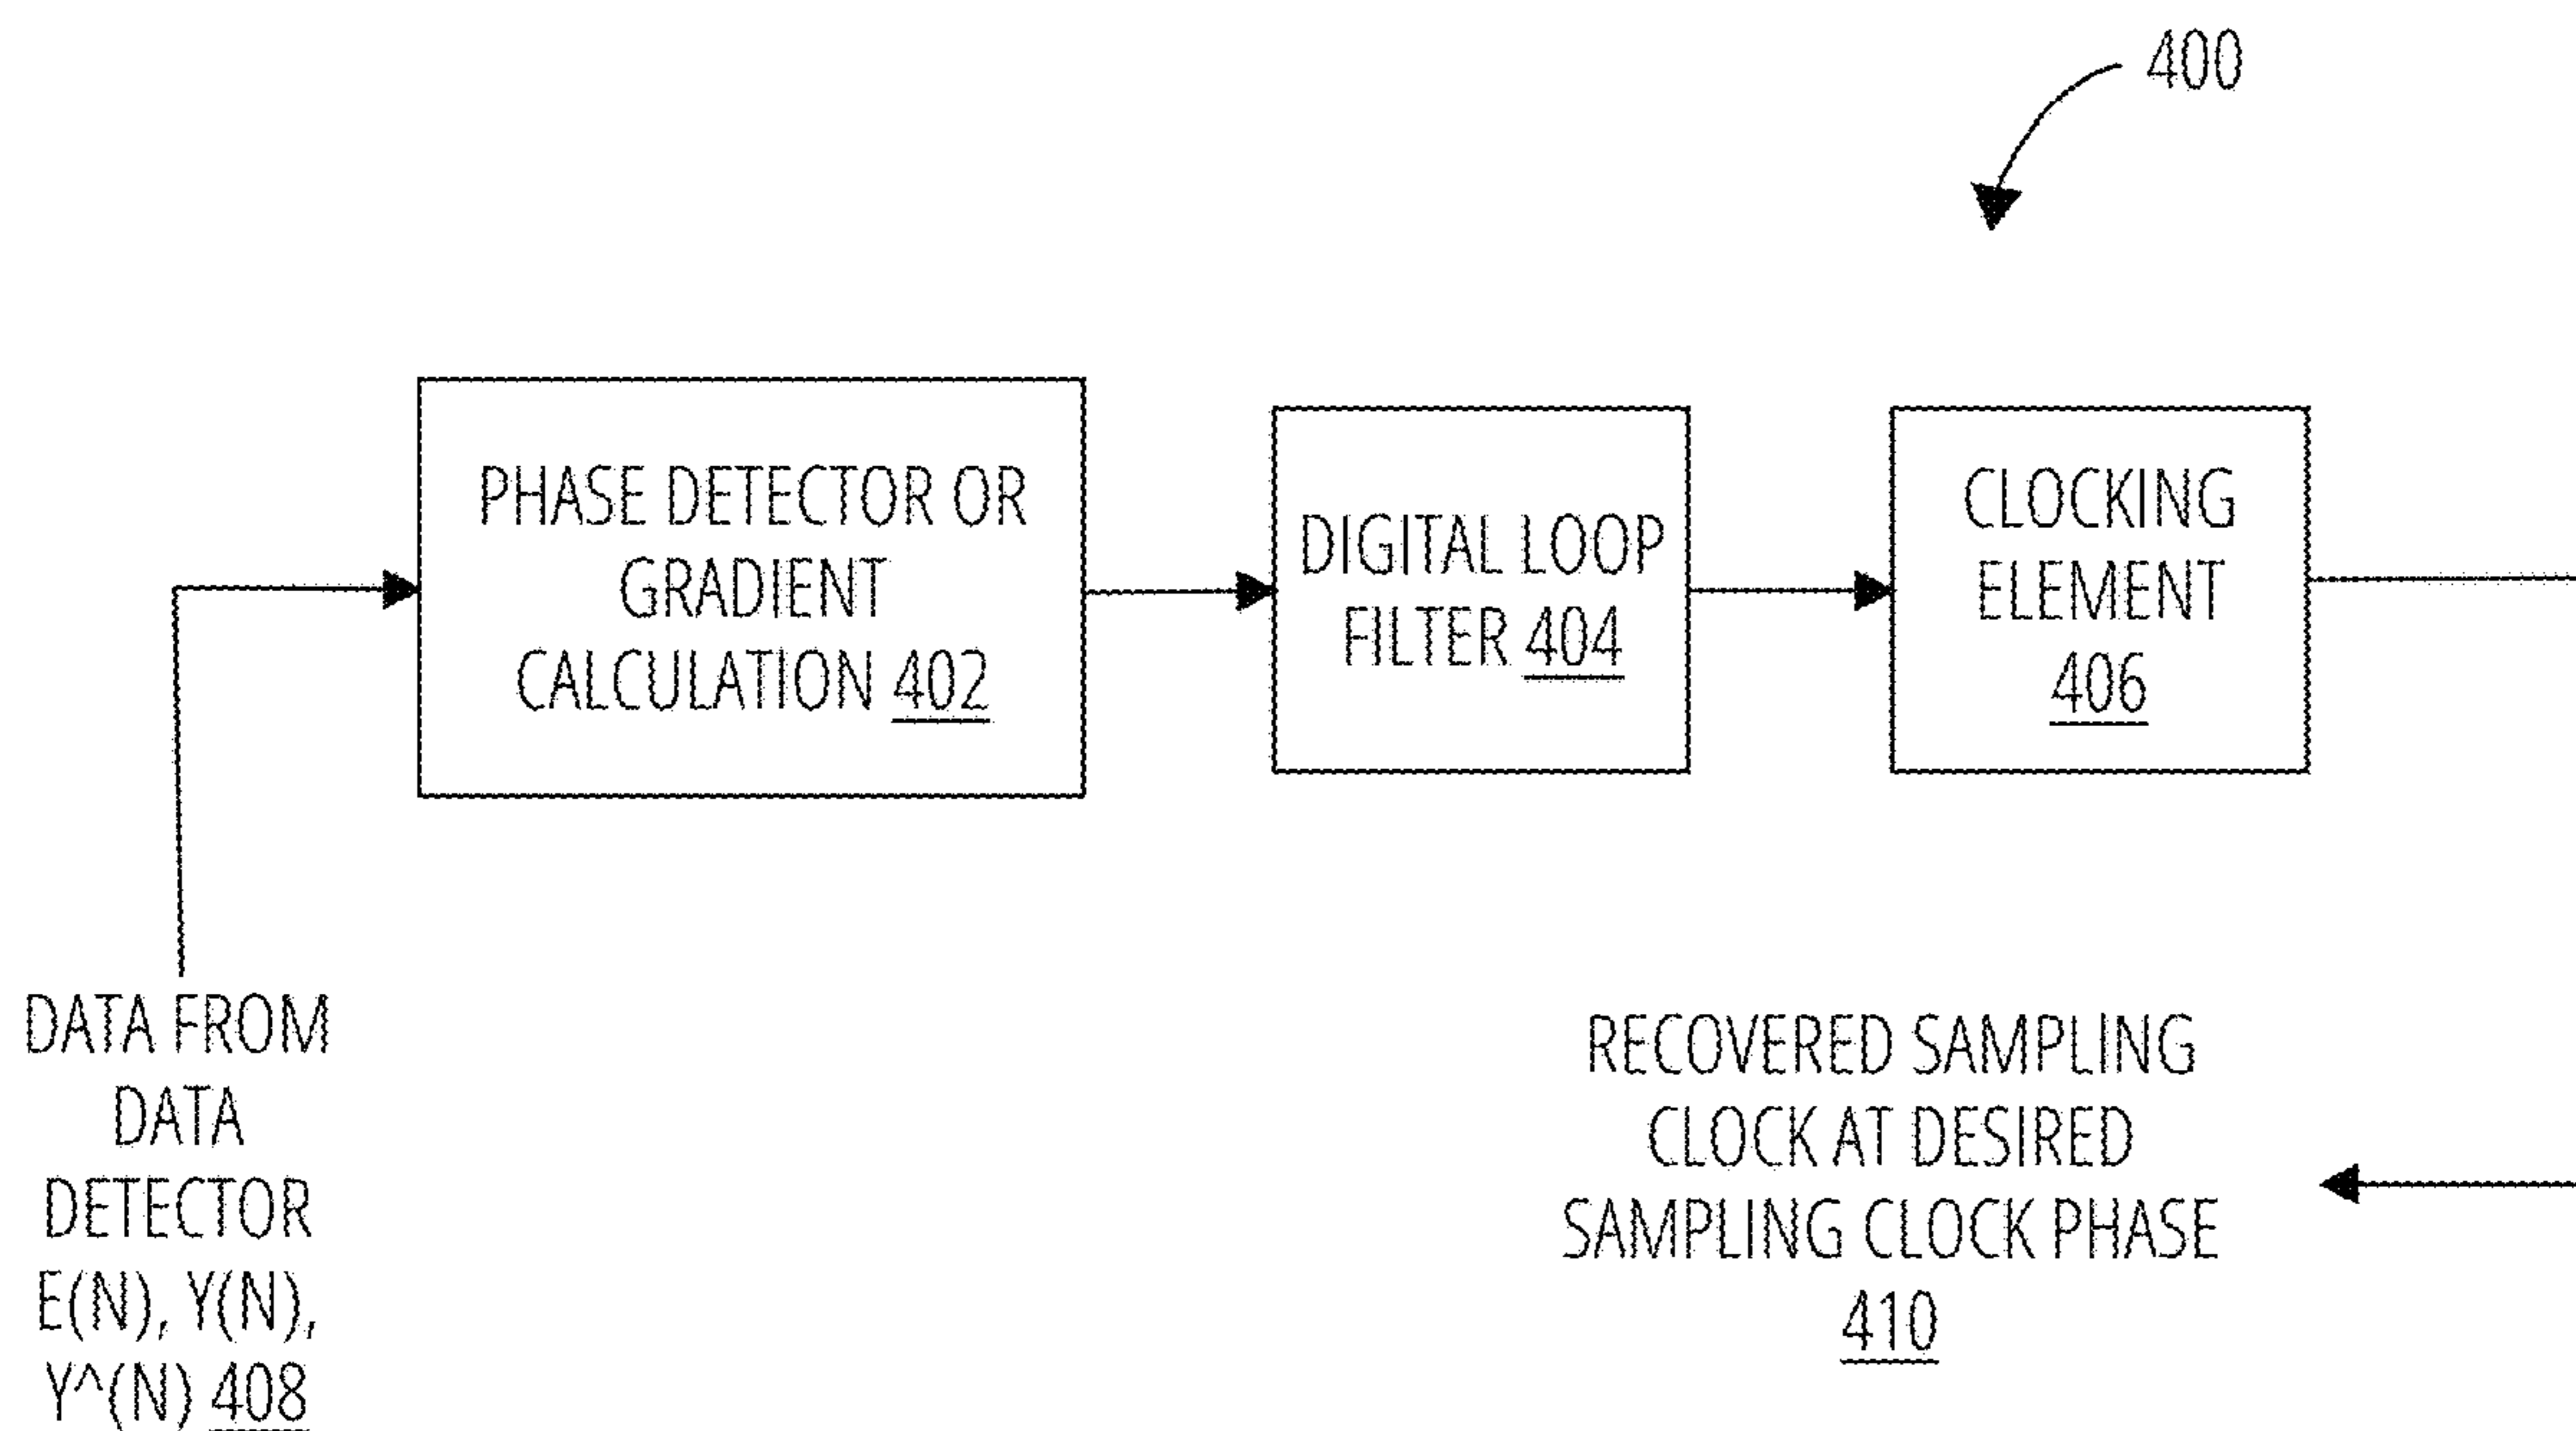 400
PHASE DETECTOR OR
GRADIENT
CALCULATION 402
DIGITAL LOOP
FILTER 404
CLOCKING
ELEMENT
406
DATA FROM
DATA
DETECTOR
E(N), Y(N),
Y^(N) 408
RECOVERED SAMPLING
CLOCK AT DESIRED
SAMPLING CLOCK PHASE
410